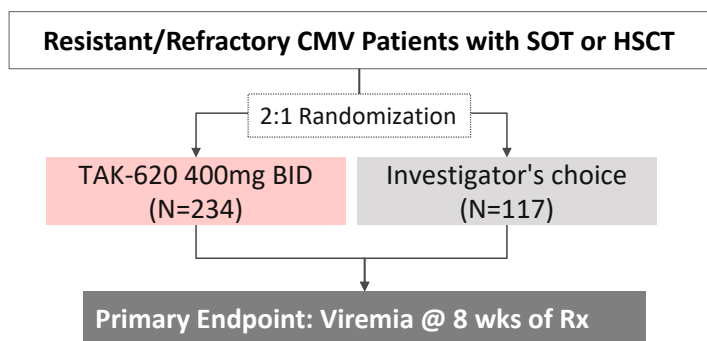 Resistant/Refractory CMV Patients with SOT or HSCT
2:1 Randomization
TAK-620 400mg BID
(N=234)
Investigator's choice
(N=117)
Primary Endpoint: Viremia @ 8 wks of Rx